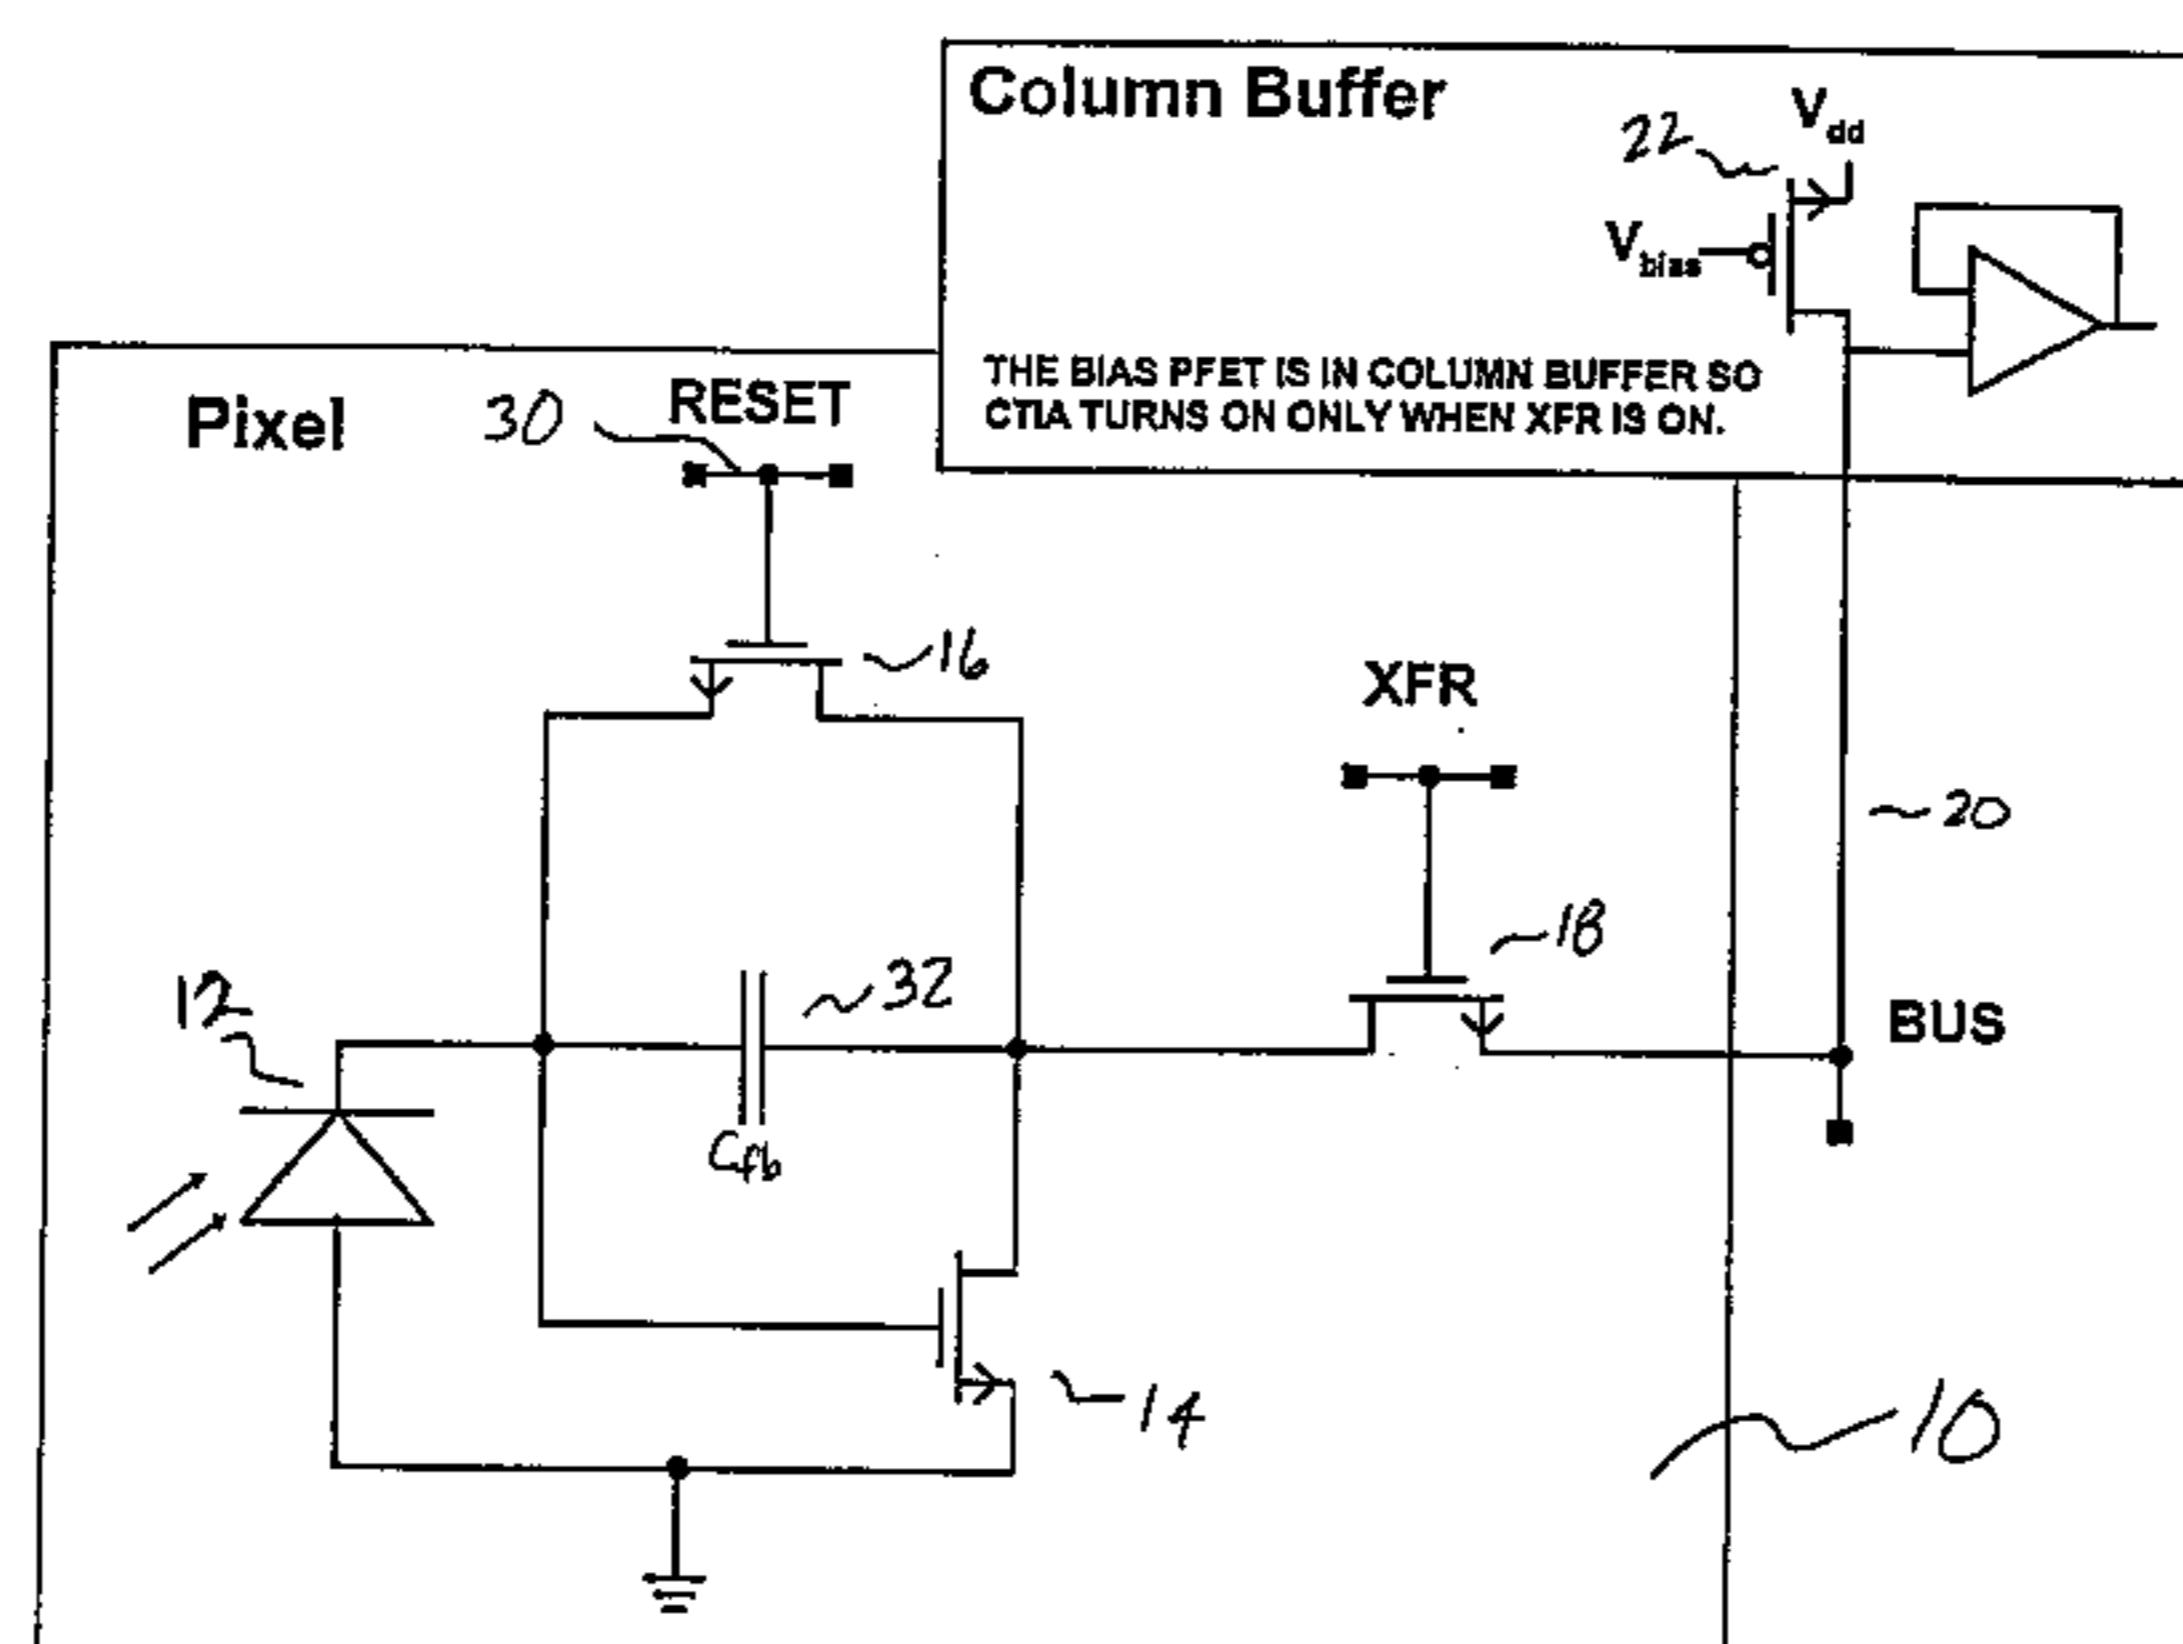 Column Buffer
Vdd
22
Vbias
THE BIAS PFET IS IN COLUMN BUFFER SO
CTIA TURNS ON ONLY WHEN XFR IS ON.
Pixel
30
RESET
16
XFR
20
18
32
12
BUS
Cfb
14
10